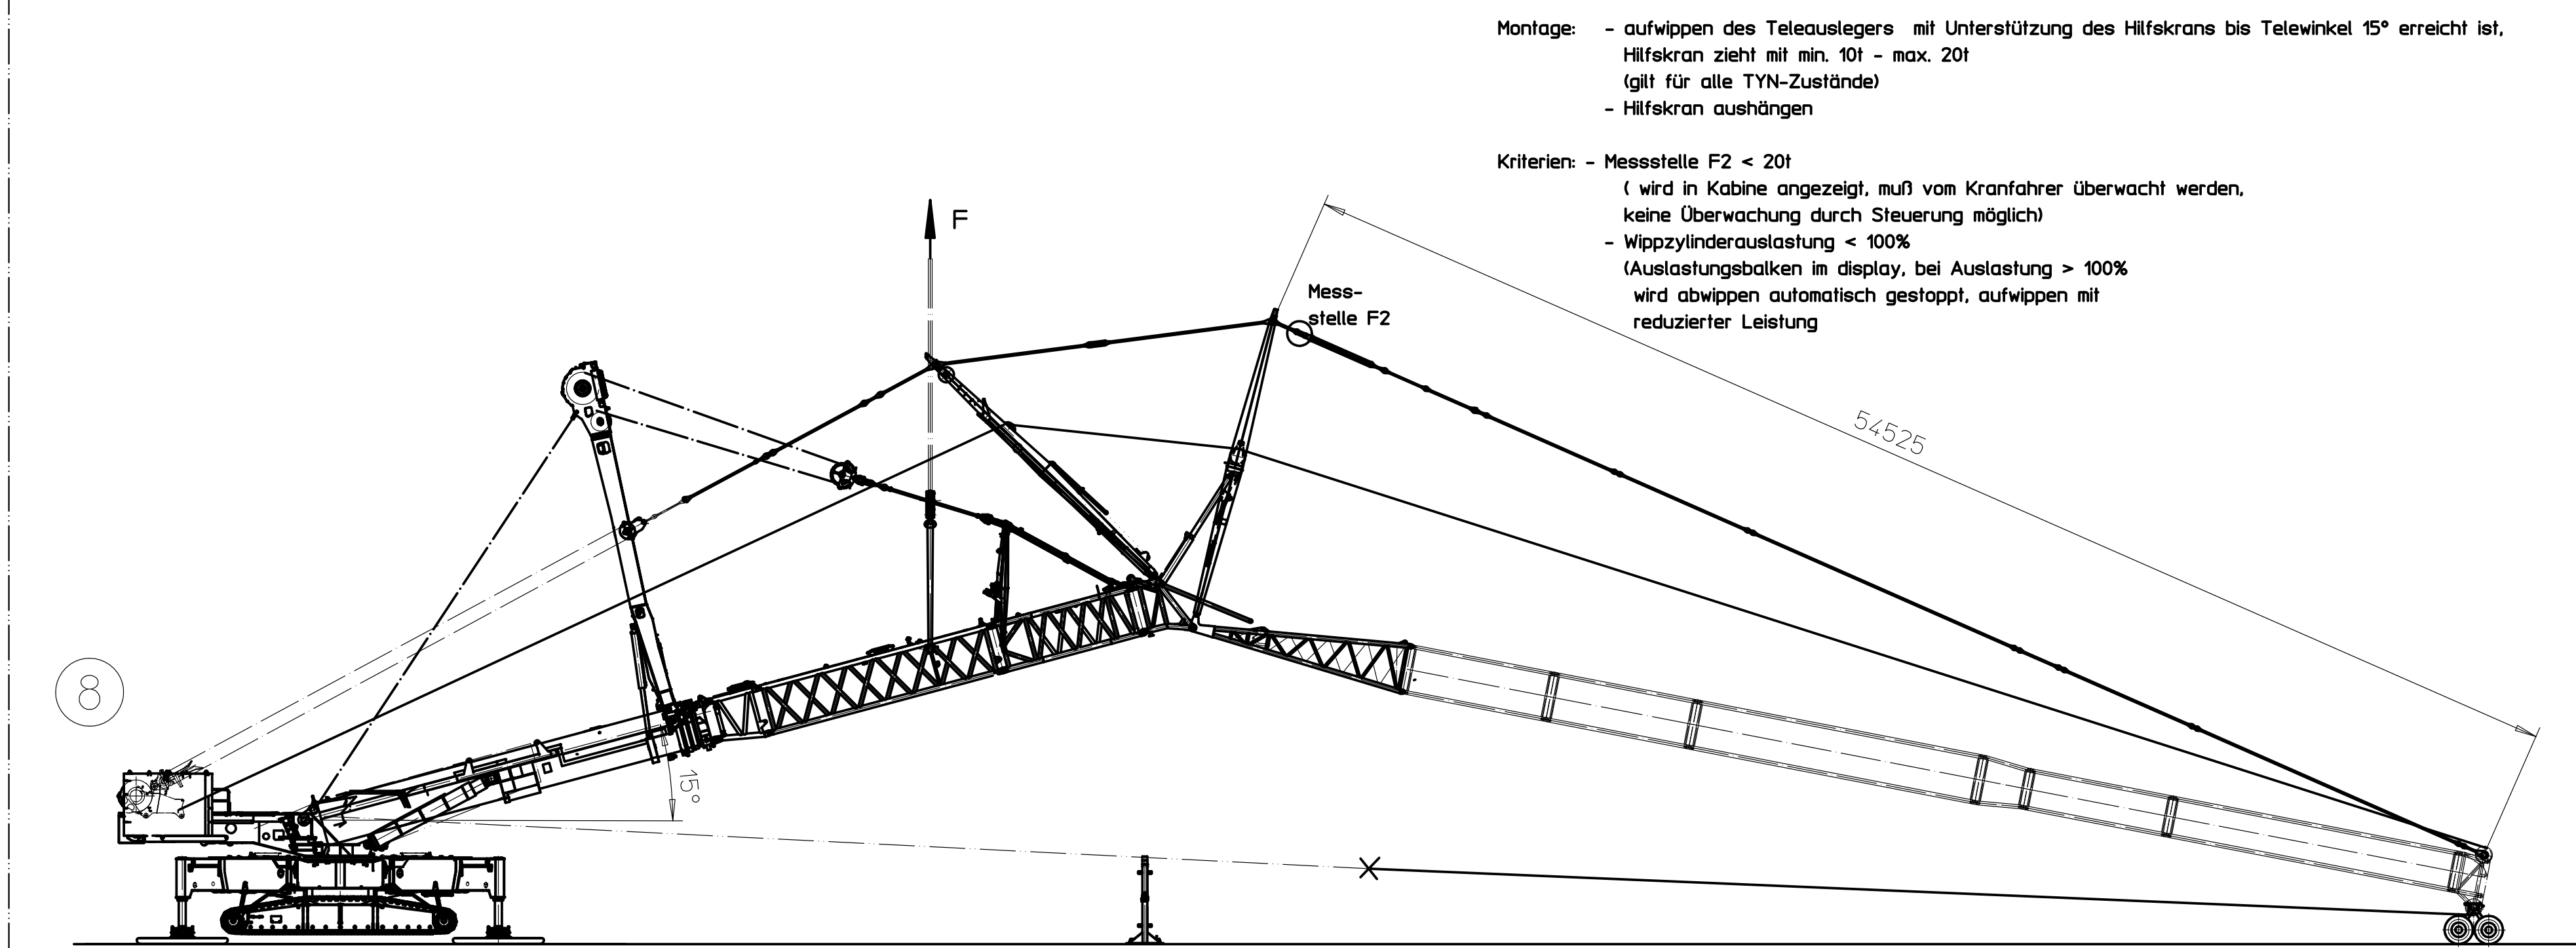 Montage: - aufwippen des Teleauslegers mit Unterstützung des Hilfskrans bis Telewinkel 15° erreicht ist,
Hilfskran zieht mit min. 10t - max. 20t
(gilt für alle TYN-Zustände)
- Hilfskran aushängen
Kriterien: - Messstelle F2 < 20t
( wird in Kabine angezeigt, muß vom Kranfahrer überwacht werden,
keine Überwachung durch Steuerung möglich)
- Wippzylinderauslastung < 100%
(Auslastungsbalken im display, bei Auslastung > 100%
wird abwippen automatisch gestoppt, aufwippen mit
reduzierter Leistung
F
Mess-
stelle F2
54525
8
15°